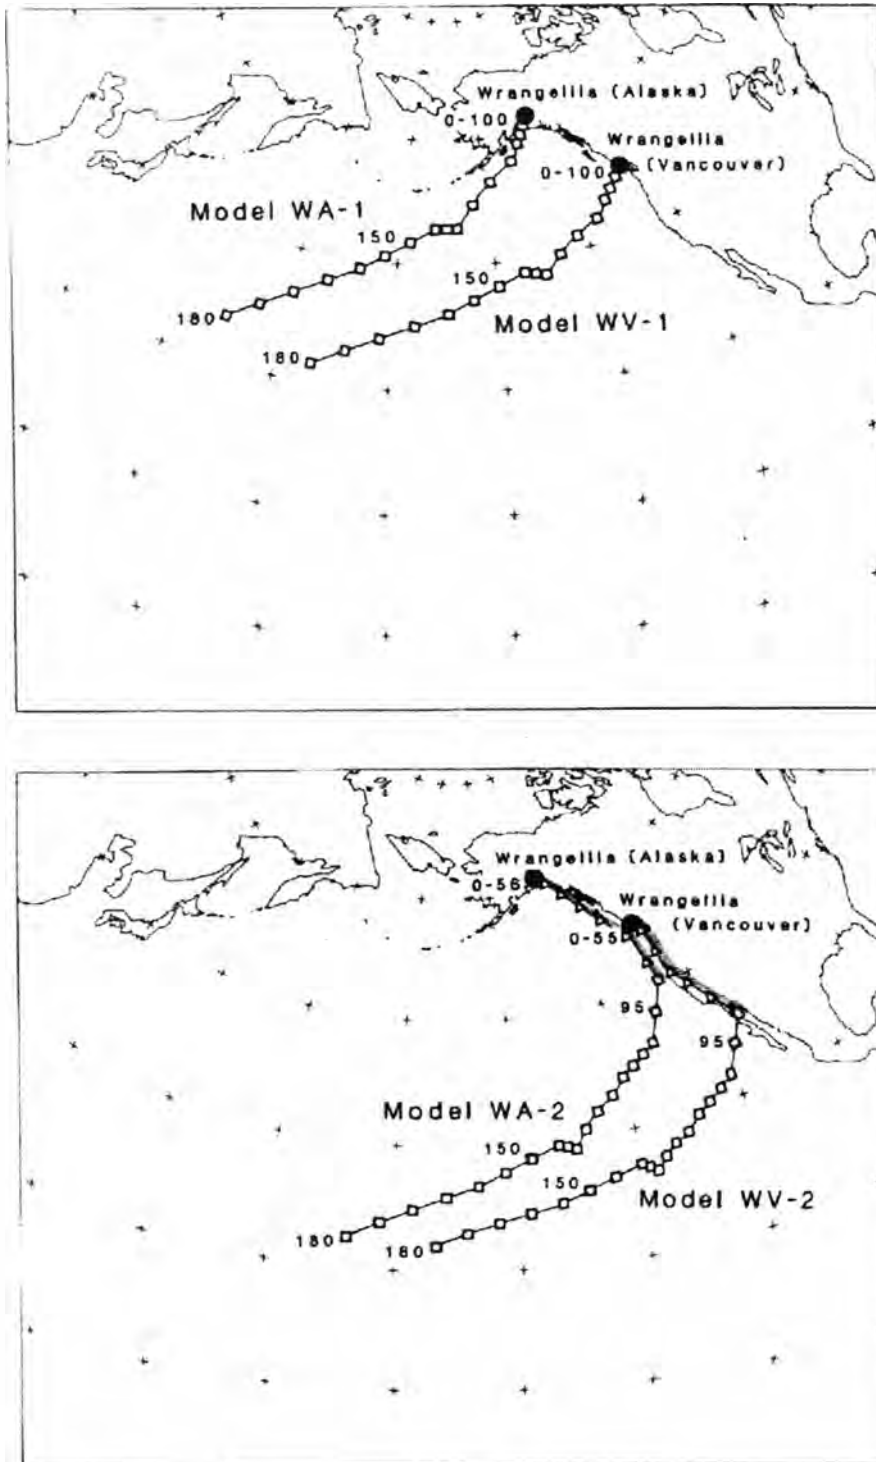 Wrangellia (Alaska)
0-100
Wrangellia
(Vancouver)
0-100
Model WA-1
150
150
180
Model WV-1
180
Wrangellia (Alaska)
0-56
Wrangellia
(Vancouver)
0-55
95
95
Model WA-2
150
150
Model WV-2
180
180